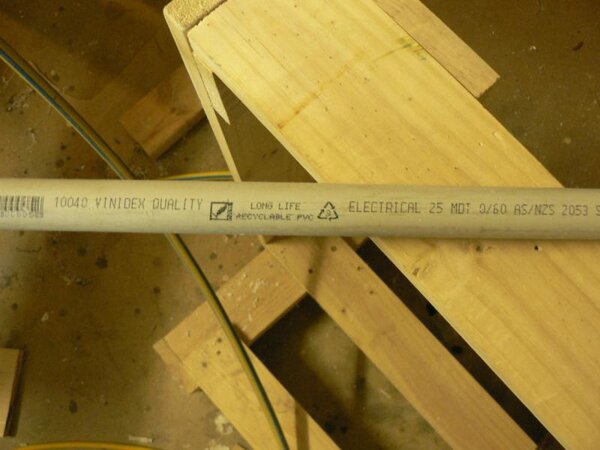 10040 VINIDEX QUALITY
LONG LIFE
RECYCLABLE PVC
ELECTRICAL 25 MDT 0/60 AS/NZS 2053 S